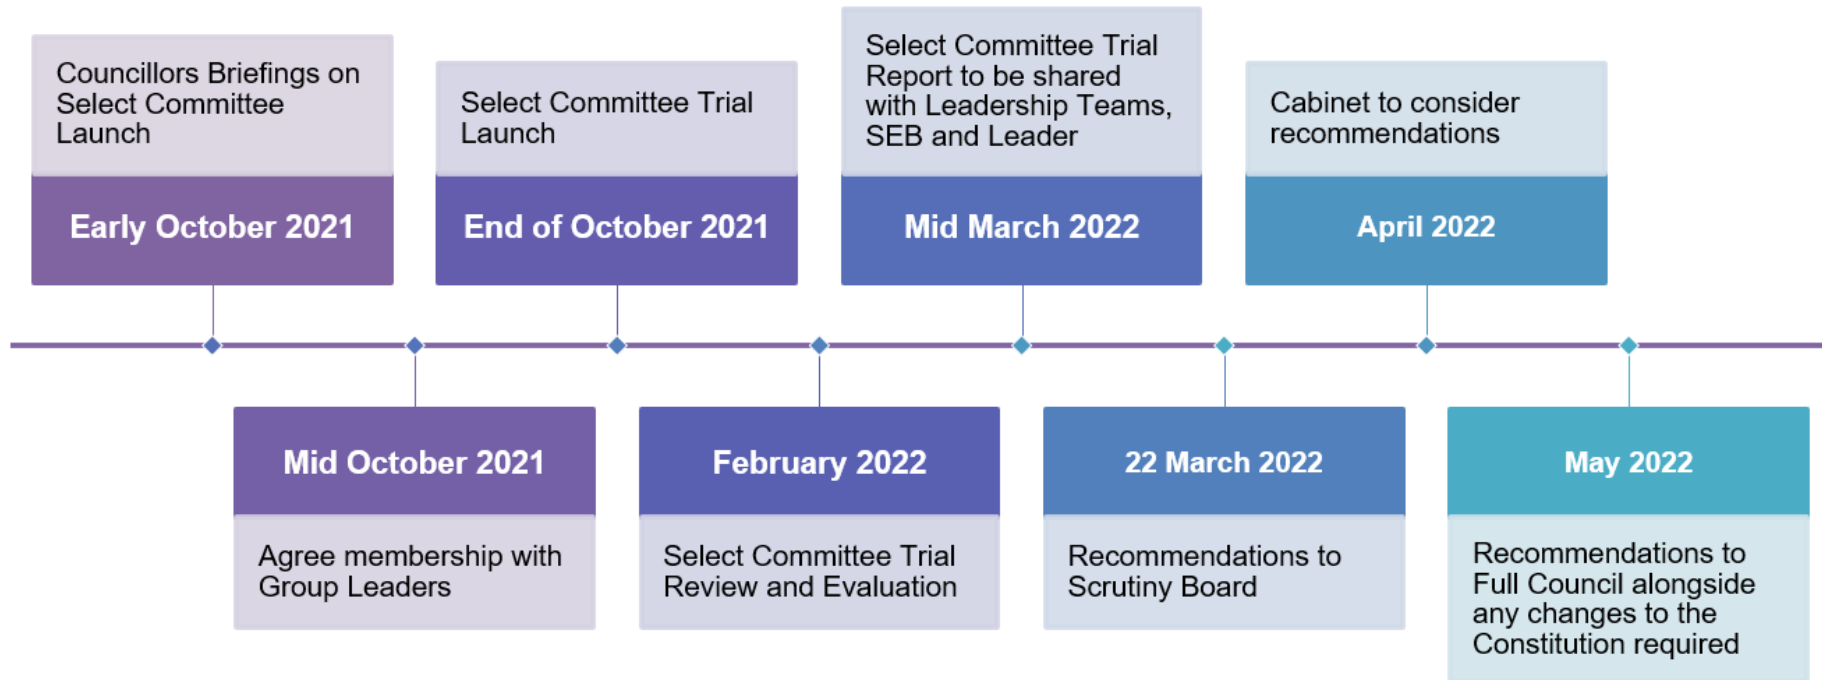 Councillors Briefings on
Select Committee
Launch
Early October 2021
Mid October 2021
Agree membership with
Group Leaders
Select Committee Trial
Launch
End of October 2021
February 2022
Select Committee Trial
Review and Evaluation
Select Committee Trial
Report to be shared
with Leadership Teams,
SEB and Leader
Mid March 2022
22 March 2022
Recommendations to
Scrutiny Board
Cabinet to consider
recommendations
April 2022
May 2022
Recommendations to
Full Council alongside
any changes to the
Constitution required